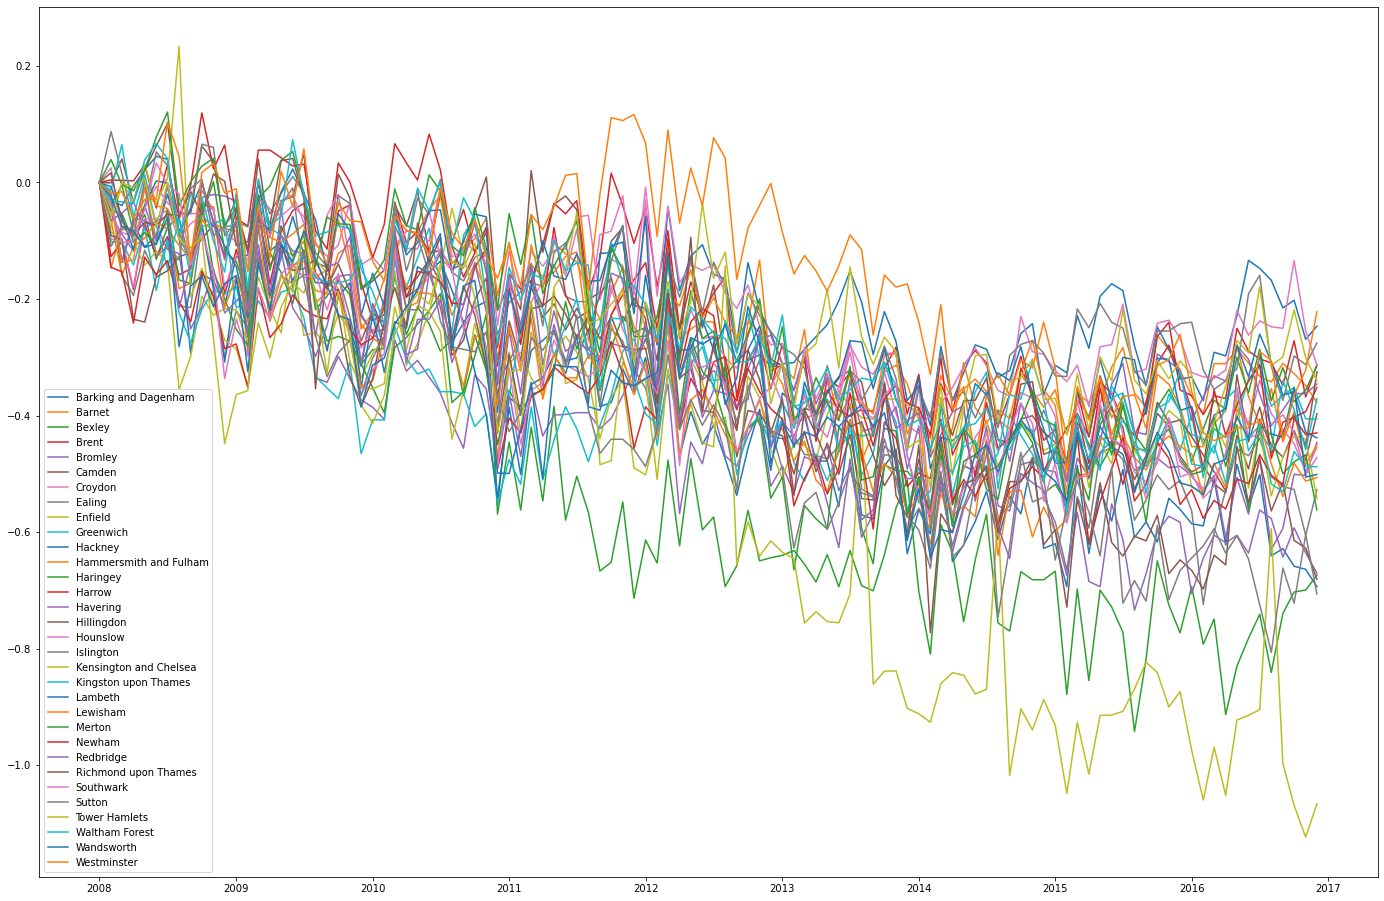 0.2
0.0
−0.2
−0.4
−0.6
−0.8
−1.0
Barking and Dagenham
Barnet
Bexley
Brent
Bromley
Camden
Croydon
Ealing
Enfield
Greenwich
Hackney
Hammersmith and Fulham
Haringey
Harrow
Havering
Hillingdon
Hounslow
Islington
Kensington and Chelsea
Kingston upon Thames
Lambeth
Lewisham
Merton
Newham
Redbridge
Richmond upon Thames
Southwark
Sutton
Tower Hamlets
Waltham Forest
Wandsworth
Westminster
2008 2009 2010 2011 2012 2013 2014 2015 2016 2017